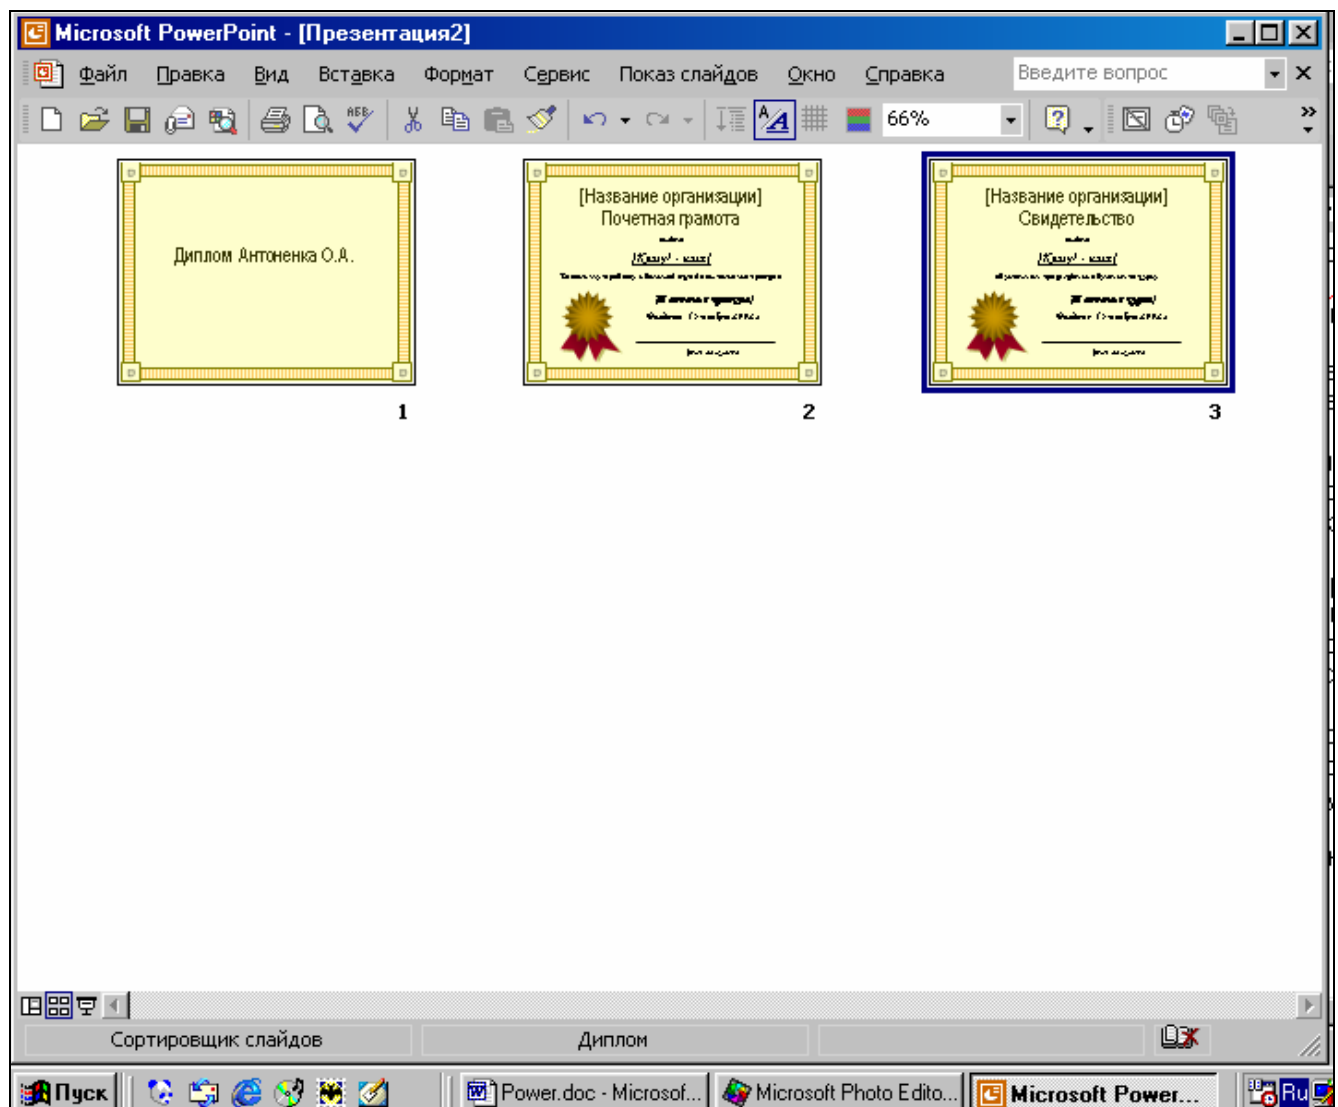 Microsoft PowerPoint - [Презентация2]
Файл Правка Вид Вставка Формат Сервис Показ слайдов Окно Справка Введите вопрос
66%
Диплом Антоненка О.А.
1
[Название организации]
Почетная грамота
2
[Название организации]
Свидетельство
3
Сортировщик слайдов Диплом
Пуск Power.doc - Microsof... Microsoft Photo Edito... Microsoft Power... Ru